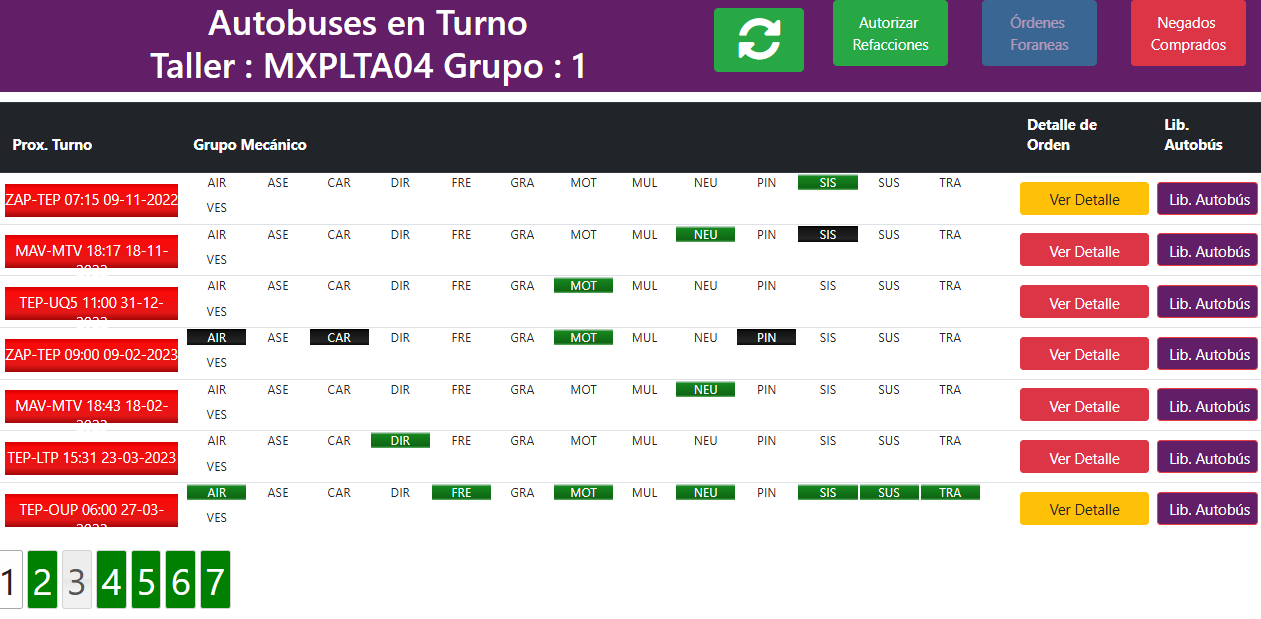 Autobuses en Turno
Taller : MXPLTA04 Grupo : 1
Autorizar
Refacciones
Órdenes
Foraneas
Negados
Comprados
Prox. Turno
Grupo Mecánico
Detalle de
Orden
Lib.
Autobús
ZAP-TEP 07:15 09-11-2022
AIR ASE CAR DIR FRE GRA MOT MUL NEU PIN SIS SUS TRA
VES
Ver Detalle
Lib. Autobús
MAV-MTV 18:17 18-11-
AIR ASE CAR DIR FRE GRA MOT MUL NEU PIN SIS SUS TRA
VES
Ver Detalle
Lib. Autobús
TEP-UQ5 11:00 31-12-
AIR ASE CAR DIR FRE GRA MOT MUL NEU PIN SIS SUS TRA
VES
Ver Detalle
Lib. Autobús
ZAP-TEP 09:00 09-02-2023
AIR ASE CAR DIR FRE GRA MOT MUL NEU PIN SIS SUS TRA
VES
Ver Detalle
Lib. Autobús
MAV-MTV 18:43 18-02-
AIR ASE CAR DIR FRE GRA MOT MUL NEU PIN SIS SUS TRA
VES
Ver Detalle
Lib. Autobús
TEP-LTP 15:31 23-03-2023
AIR ASE CAR DIR FRE GRA MOT MUL NEU PIN SIS SUS TRA
VES
Ver Detalle
Lib. Autobús
TEP-OUP 06:00 27-03-
AIR ASE CAR DIR FRE GRA MOT MUL NEU PIN SIS SUS TRA
VES
Ver Detalle
Lib. Autobús
1 2 3 4 5 6 7